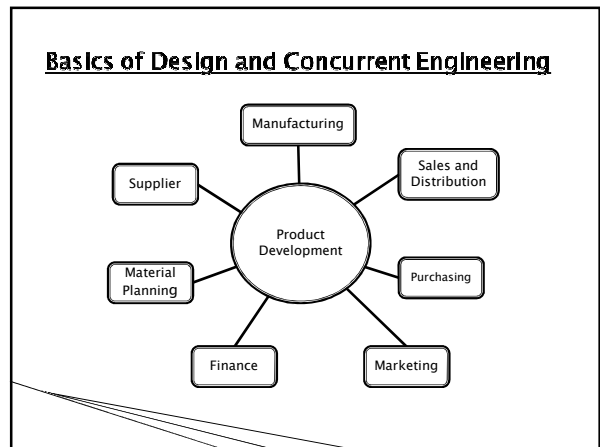 Basics of Design and Concurrent Engineering
Manufacturing
Sales and
Distribution
Supplier
Product
Development
Material
Planning
Purchasing
Finance
Marketing